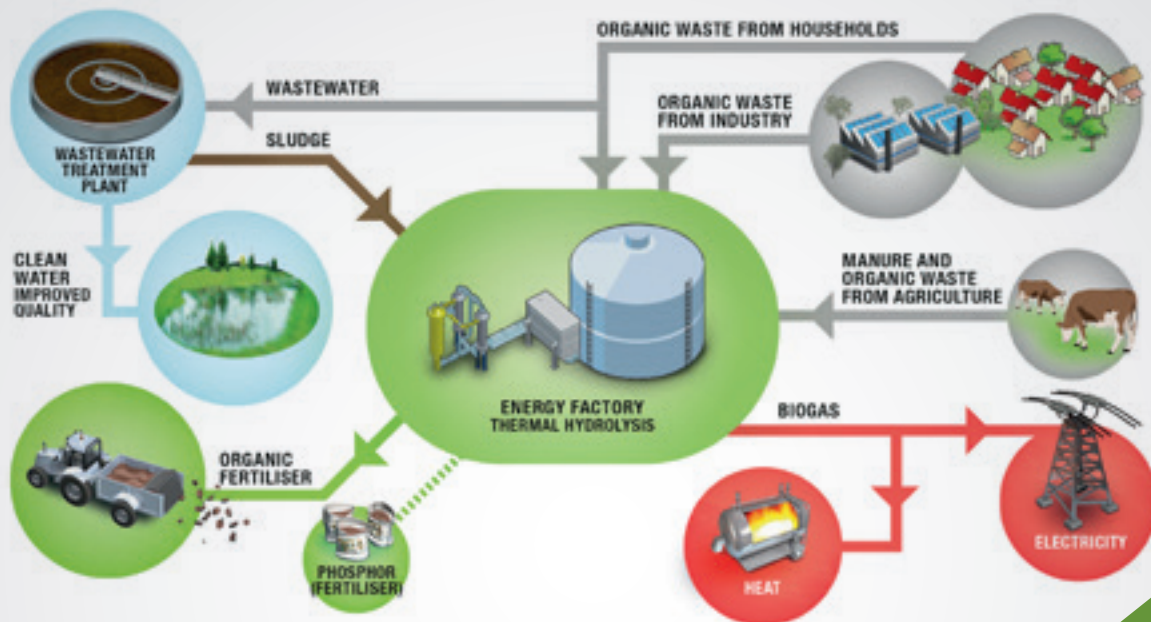 ORGANIC WASTE FROM HOUSEHOLDS
WASTEWATER
ORGANIC WASTE
FROM INDUSTRY
SLUDGE
WASTEWATER
TREATMENT
PLANT
CLEAN
WATER
IMPROVED
QUALITY
MANURE AND
ORGANIC WASTE
FROM AGRICULTURE
ENERGY FACTORY
THERMAL HYDROLYSIS
BIOGAS
ORGANIC
FERTILISER
PHOSPHOR
(FERTILISER)
HEAT
ELECTRICITY